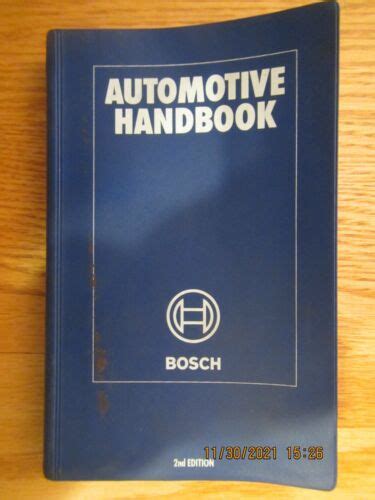 AUTOMOTIVE
HANDBOOK
BOSCH
11/30/2021 15:26
2nd EDITION